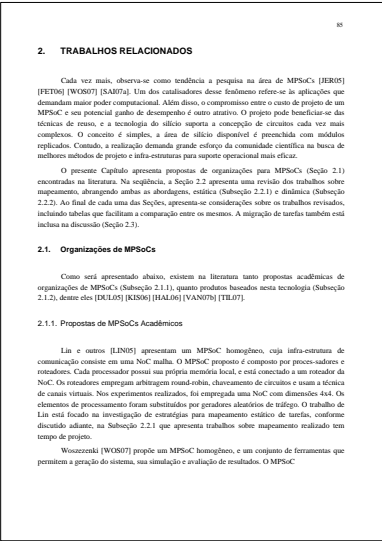 85
2. TRABALHOS RELACIONADOS
Cada vez mais, observa-se como tendência a pesquisa na área de MPSoCs [JER05]
[FET06] [WOS07] [SAI07a]. Um dos catalisadores desse fenômeno refere-se às aplicações que
demandam maior poder computacional. Além disso, o compromisso entre o custo de projeto de um
MPSoC e seu potencial ganho de desempenho é outro atrativo. O projeto pode beneficiar-se das
técnicas de reuso, e a tecnologia do silício suporta a concepção de circuitos cada vez mais
complexos. O conceito é simples, a área de silício disponível é preenchida com módulos
replicados. Contudo, a realização demanda grande esforço da comunidade científica na busca de
melhores métodos de projeto e infra-estruturas para suporte operacional mais eficaz.
O presente Capítulo apresenta propostas de organizações para MPSoCs (Seção 2.1)
encontradas na literatura. Na seqüência, a Seção 2.2 apresenta uma revisão dos trabalhos sobre
mapeamento, abrangendo ambas as abordagens, estática (Subseção 2.2.1) e dinâmica (Subseção
2.2.2). Ao final de cada uma das Seções, apresenta-se considerações sobre os trabalhos revisados,
incluindo tabelas que facilitam a comparação entre os mesmos. A migração de tarefas também está
inclusa na discussão (Seção 2.3).
2.1. Organizações de MPSoCs
Como será apresentado abaixo, existem na literatura tanto propostas acadêmicas de
organizações de MPSoCs (Subseção 2.1.1), quanto produtos baseados nesta tecnologia (Subseção
2.1.2), dentre eles [DUL05] [KIS06] [HAL06] [VAN07b] [TIL07].
2.1.1. Propostas de MPSoCs Acadêmicos
Lin e outros [LIN05] apresentam um MPSoC homogêneo, cuja infra-estrutura de
comunicação consiste em uma NoC malha. O MPSoC proposto é composto por proces-sadores e
roteadores. Cada processador possui sua própria memória local, e está conectado a um roteador da
NoC. Os roteadores empregam arbitragem round-robin, chaveamento de circuitos e usam a técnica
de canais virtuais. Nos experimentos realizados, foi empregada uma NoC com dimensões 4x4. Os
elementos de processamento foram substituídos por geradores aleatórios de tráfego. O trabalho de
Lin está focado na investigação de estratégias para mapeamento estático de tarefas, conforme
discutido adiante, na Subseção 2.2.1 que apresenta trabalhos sobre mapeamento realizado tem
tempo de projeto.
Woszezenki [WOS07] propõe um MPSoC homogêneo, e um conjunto de ferramentas que
permitem a geração do sistema, sua simulação e avaliação de resultados. O MPSoC